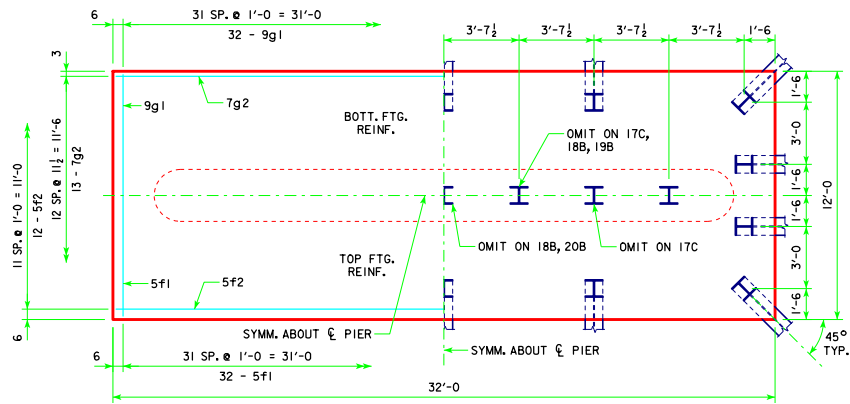 6
31 SP. @ 1'-0 = 31'-0
32 - 9g1
3'-7½
3'-7½
3'-7½
3'-7½
1'-6
3
9g1
7g2
BOTT. FTG.
REINF.
OMIT ON 17C,
18B, 19B
1'-6
3'-0
1'-6
1'-6
3'-0
1'-6
12'-0
11 SP. @ 1'-0 = 11'-0
12 - 5f2
12 SP. @ 11½ = 11'-6
13 - 7g2
OMIT ON 18B, 20B
OMIT ON 17C
TOP FTG.
REINF.
5f1
5f2
6
SYMM. ABOUT ℄ PIER
SYMM. ABOUT ℄ PIER
45°
TYP.
6
31 SP. @ 1'-0 = 31'-0
32 - 5f1
32'-0